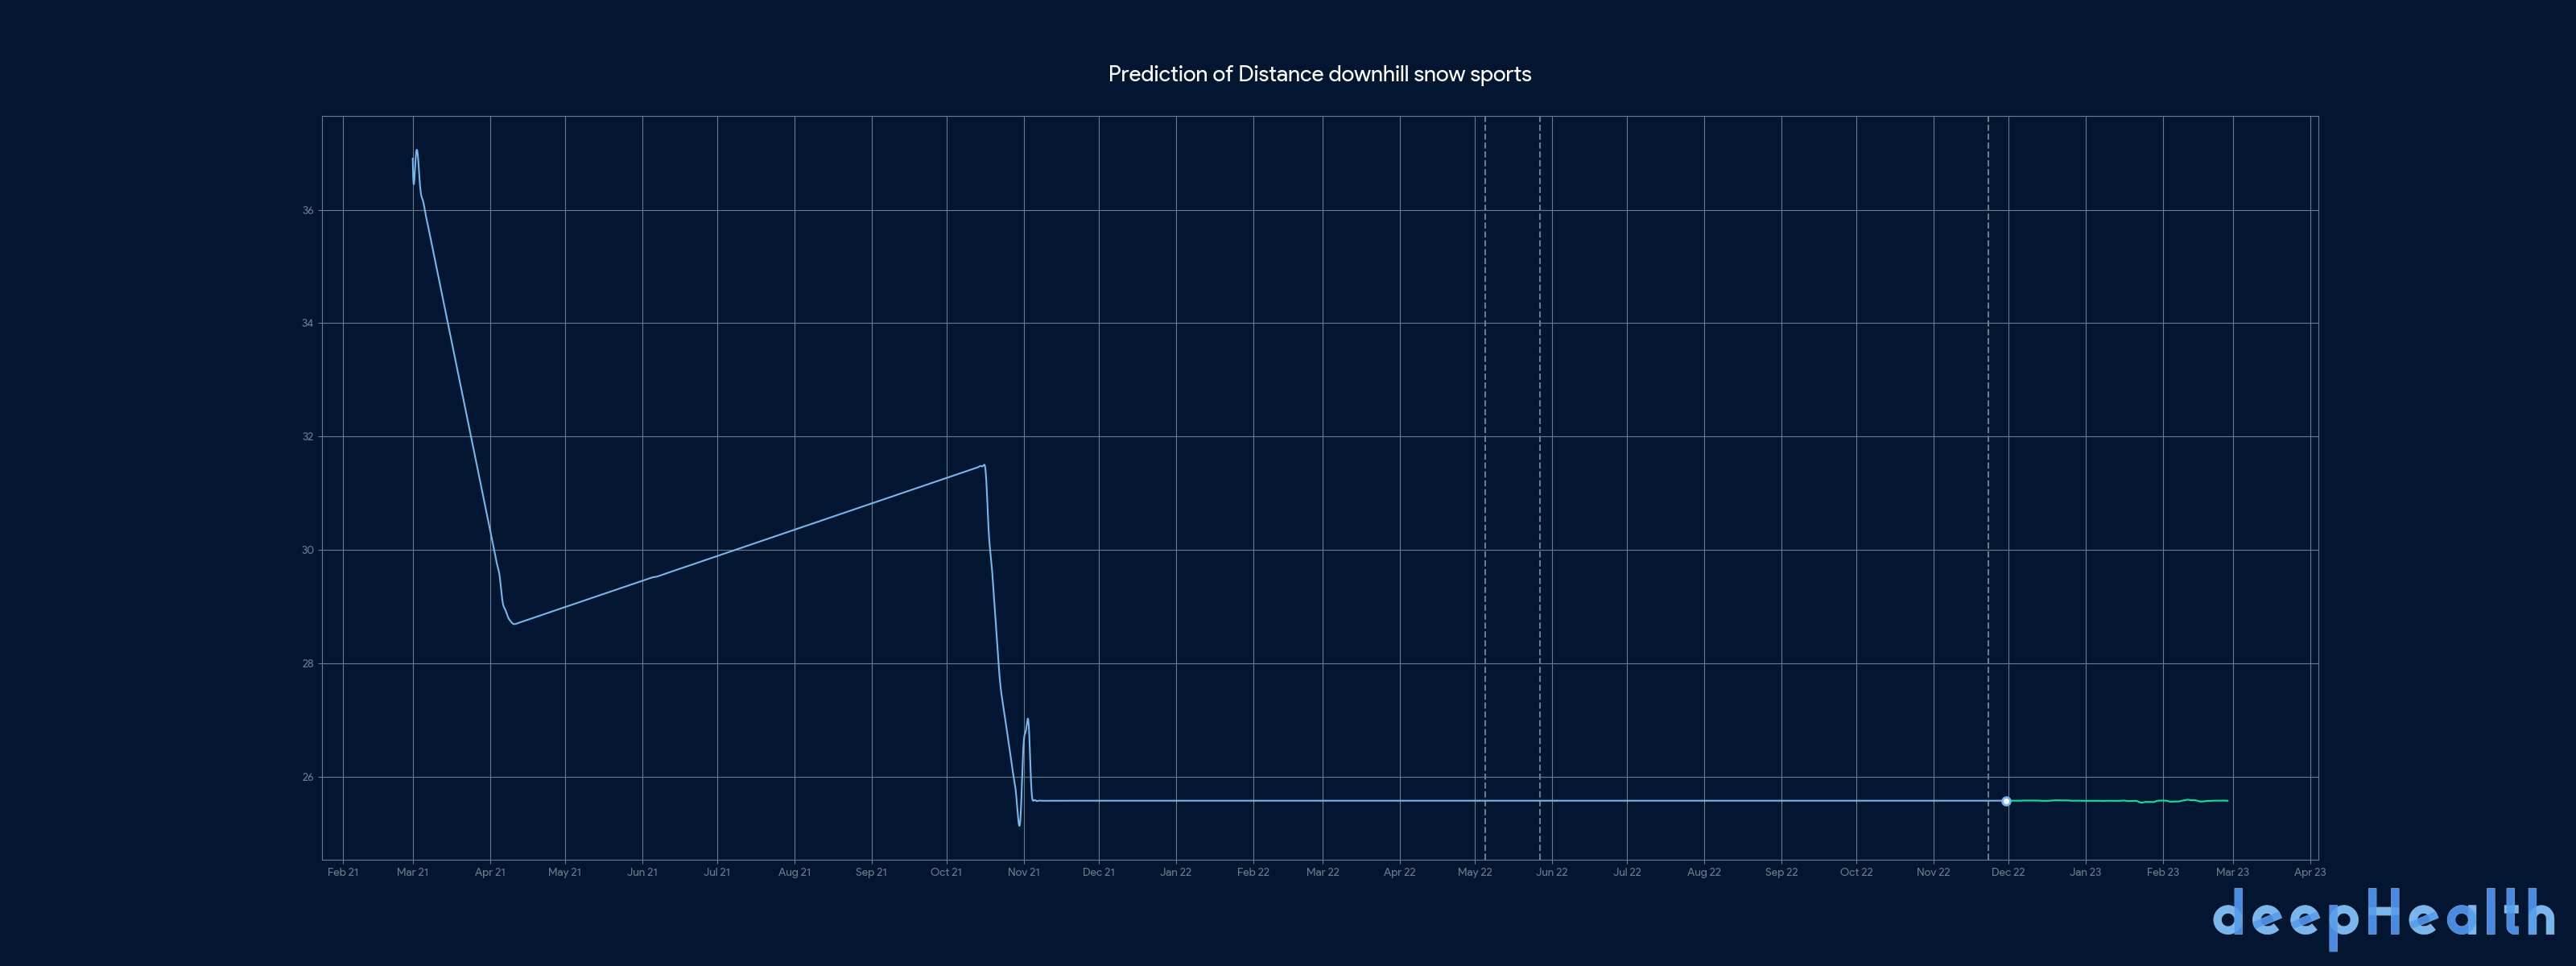 Prediction of Distance downhill snow sports
36
34
32
30
28
26
Feb 21 Mar 21 Apr 21 May 21 Jun 21 Jul 21 Aug 21 Sep 21 Oct 21 Nov 21 Dec 21 Jan 22 Feb 22 Mar 22 Apr 22 May 22 Jun 22 Jul 22 Aug 22 Sep 22 Oct 22 Nov 22 Dec 22 Jan 23 Feb 23 Mar 23 Apr 23
deepHealth